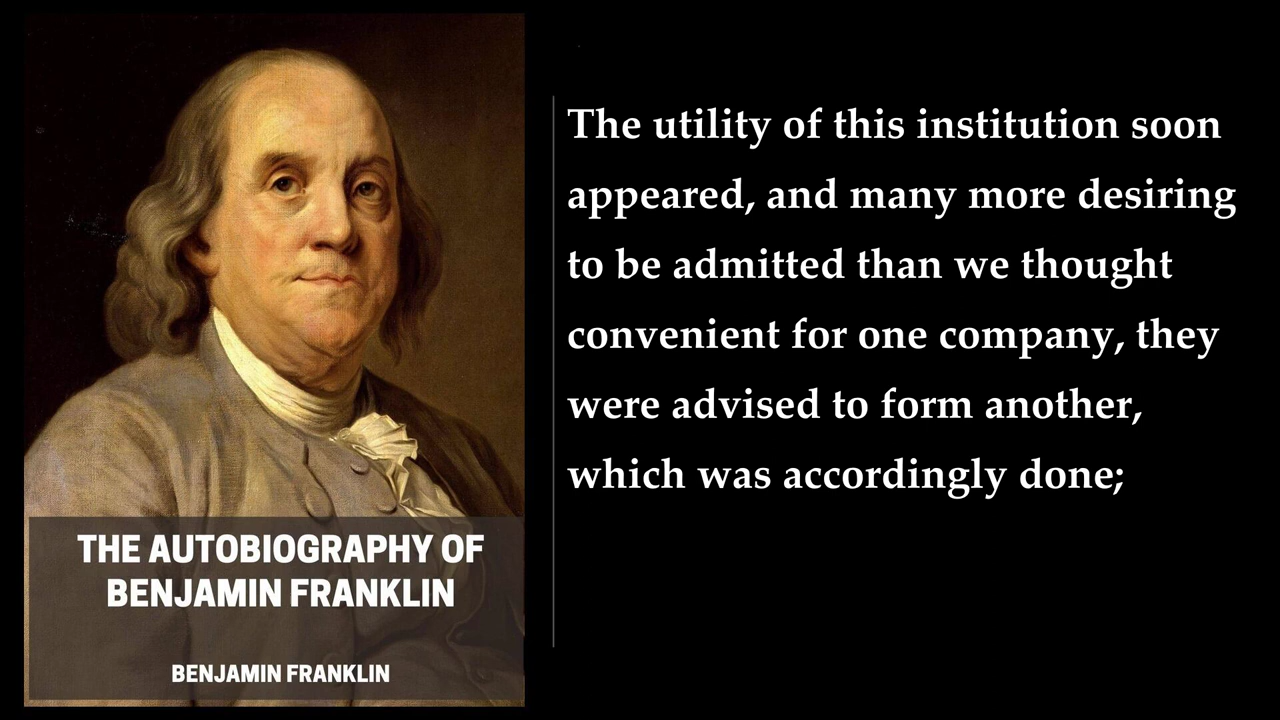 THE AUTOBIOGRAPHY OF
BENJAMIN FRANKLIN
BENJAMIN FRANKLIN
The utility of this institution soon
appeared, and many more desiring
to be admitted than we thought
convenient for one company, they
were advised to form another,
which was accordingly done;